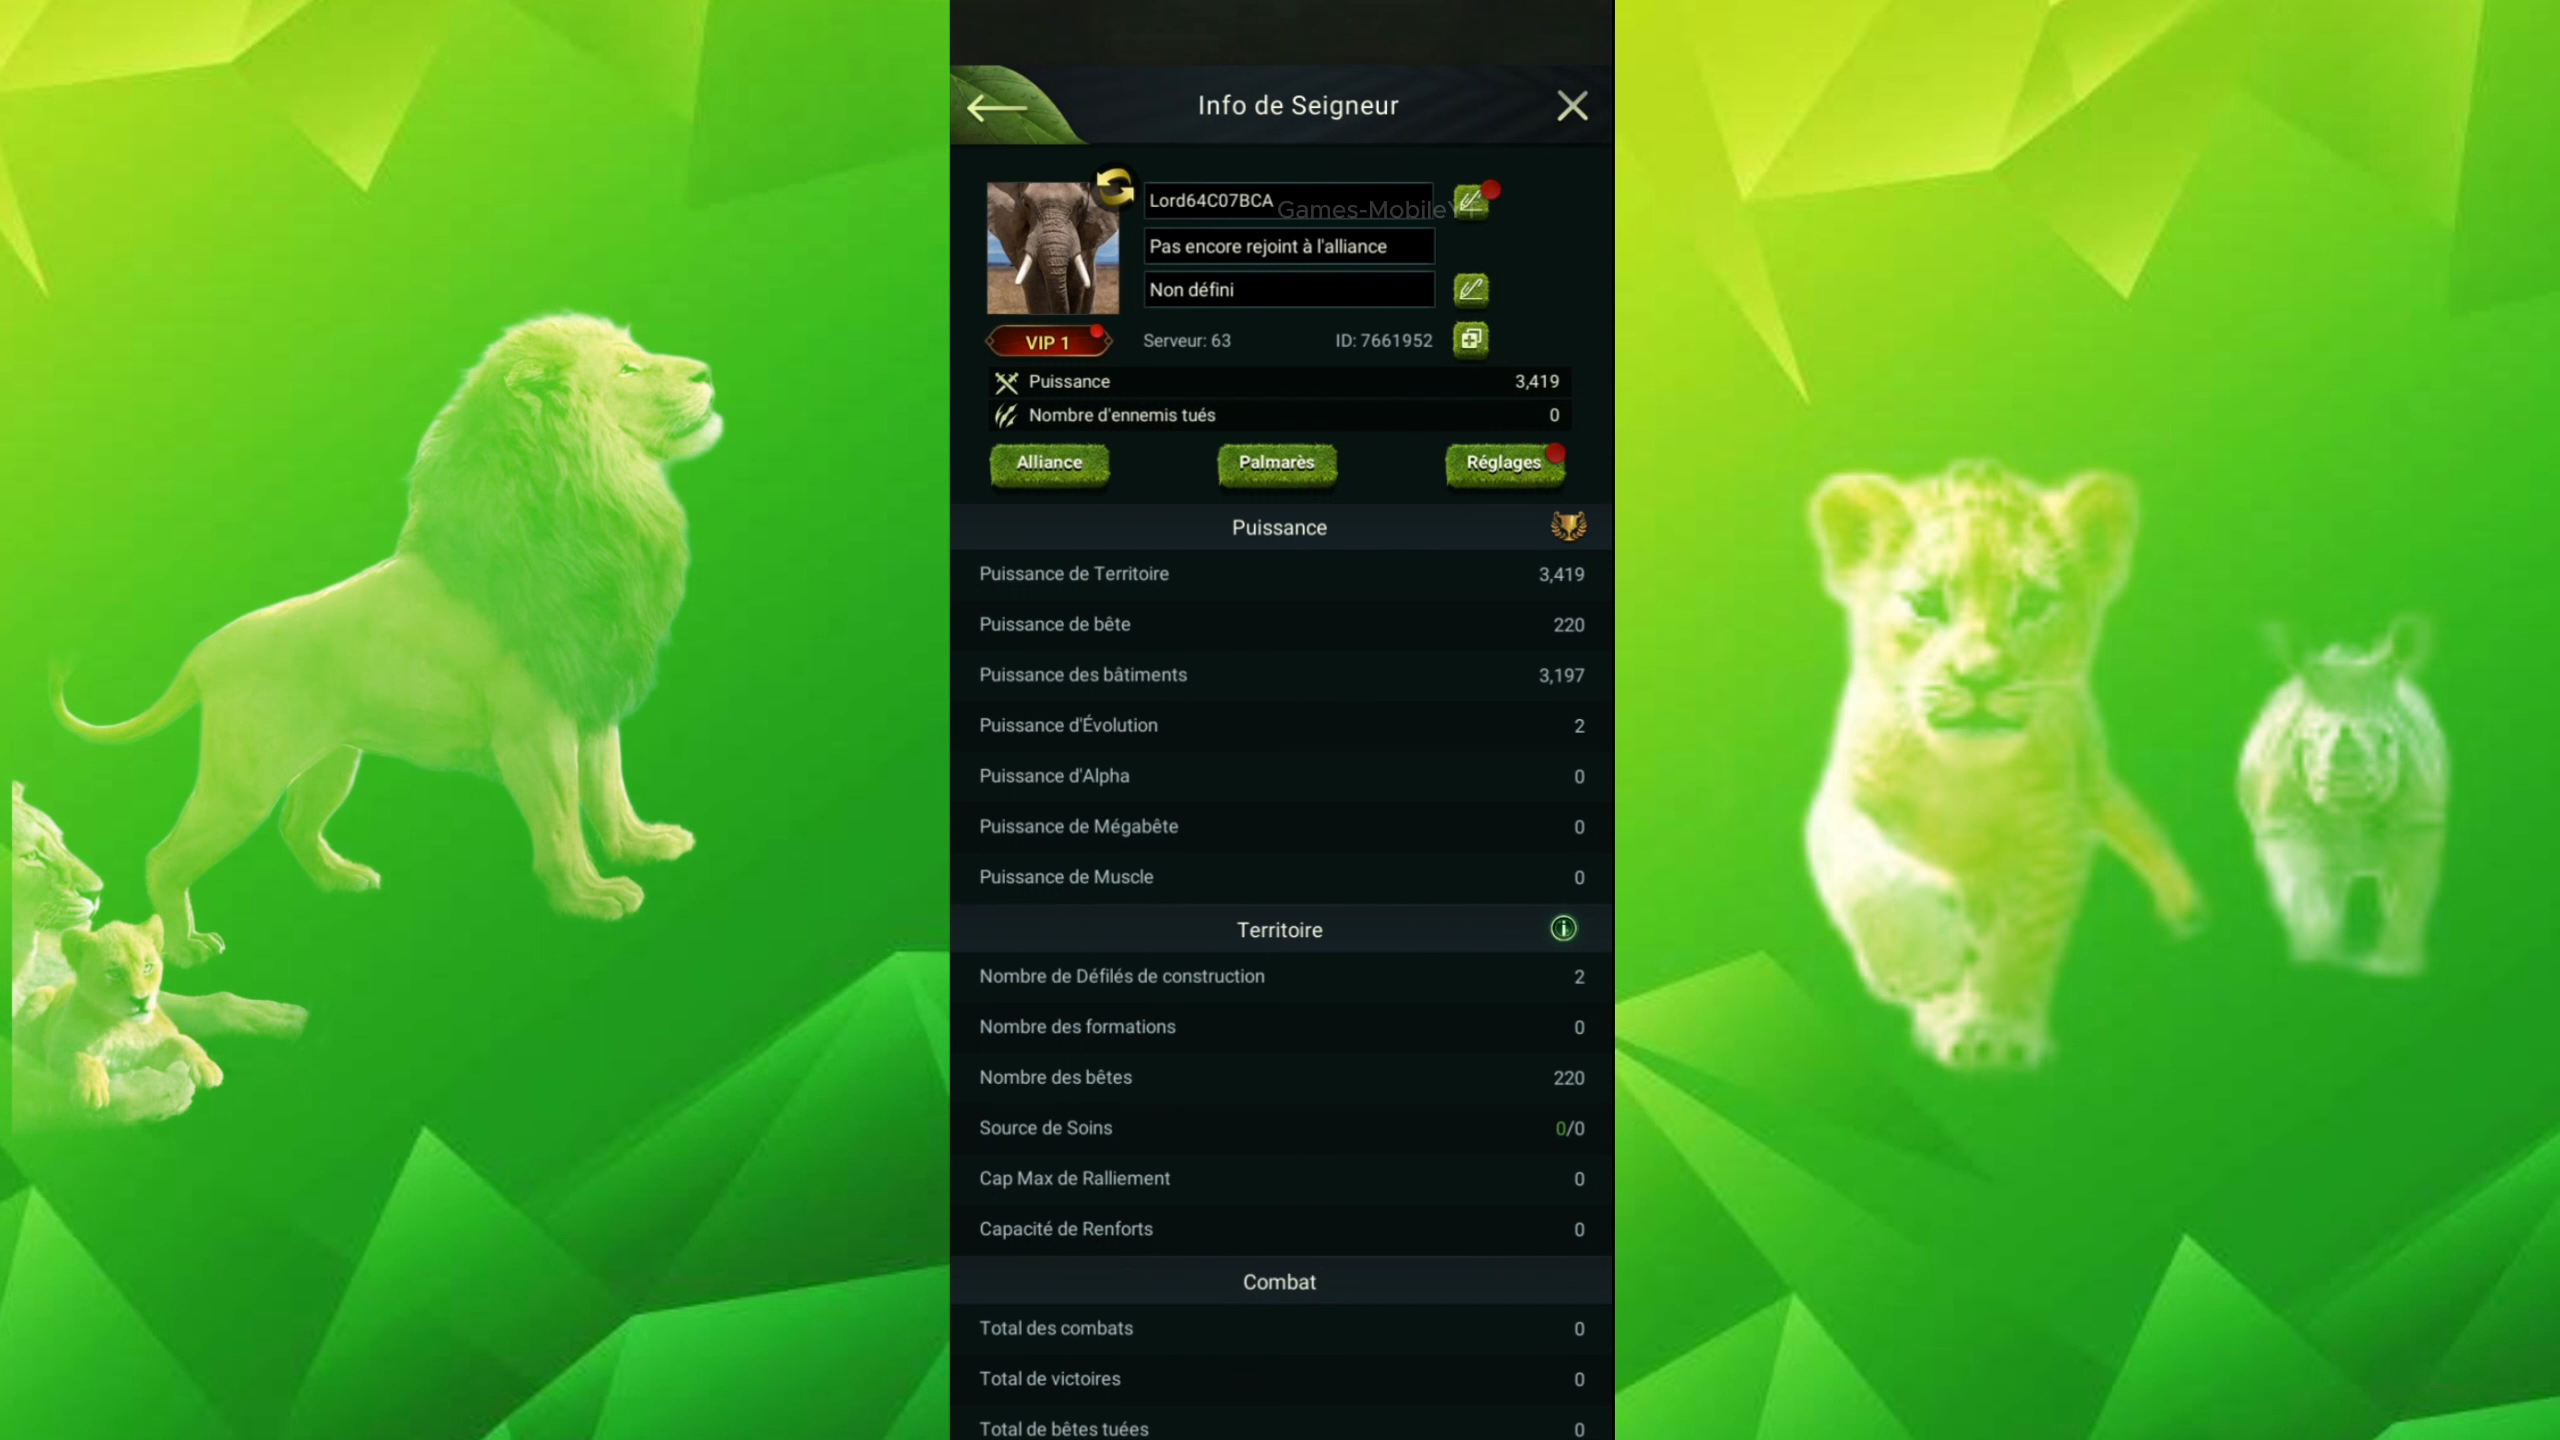 Info de Seigneur
Lord64C07BCA
Games-MobileYT
Pas encore rejoint à l'alliance
Non défini
VIP 1
Serveur: 63 ID: 7661952
Puissance 3,419
Nombre d'ennemis tués 0
Alliance Palmarès Réglages
Puissance
Puissance de Territoire 3,419
Puissance de bête 220
Puissance des bâtiments 3,197
Puissance d'Évolution 2
Puissance d'Alpha 0
Puissance de Mégabête 0
Puissance de Muscle 0
Territoire
Nombre de Défilés de construction 2
Nombre des formations 0
Nombre des bêtes 220
Source de Soins 0/0
Cap Max de Ralliement 0
Capacité de Renforts 0
Combat
Total des combats 0
Total de victoires 0
Total de bêtes tuées 0